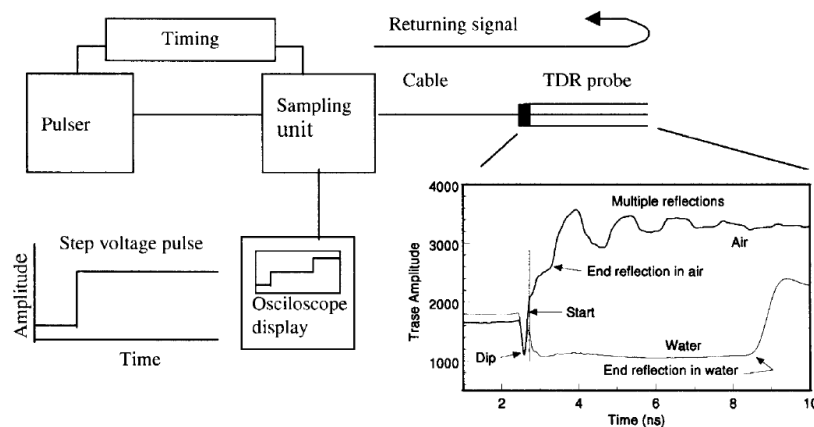 Timing
Returning signal
Cable
TDR probe
Pulser
Sampling
unit
Step voltage pulse
Amplitude
Time
Osciloscope
display
4000
3000
2000
1000
Trase Amplitude
Multiple reflections
Air
End reflection in air
Start
Water
Dip
End reflection in water
2
4
6
8
10
Time (ns)